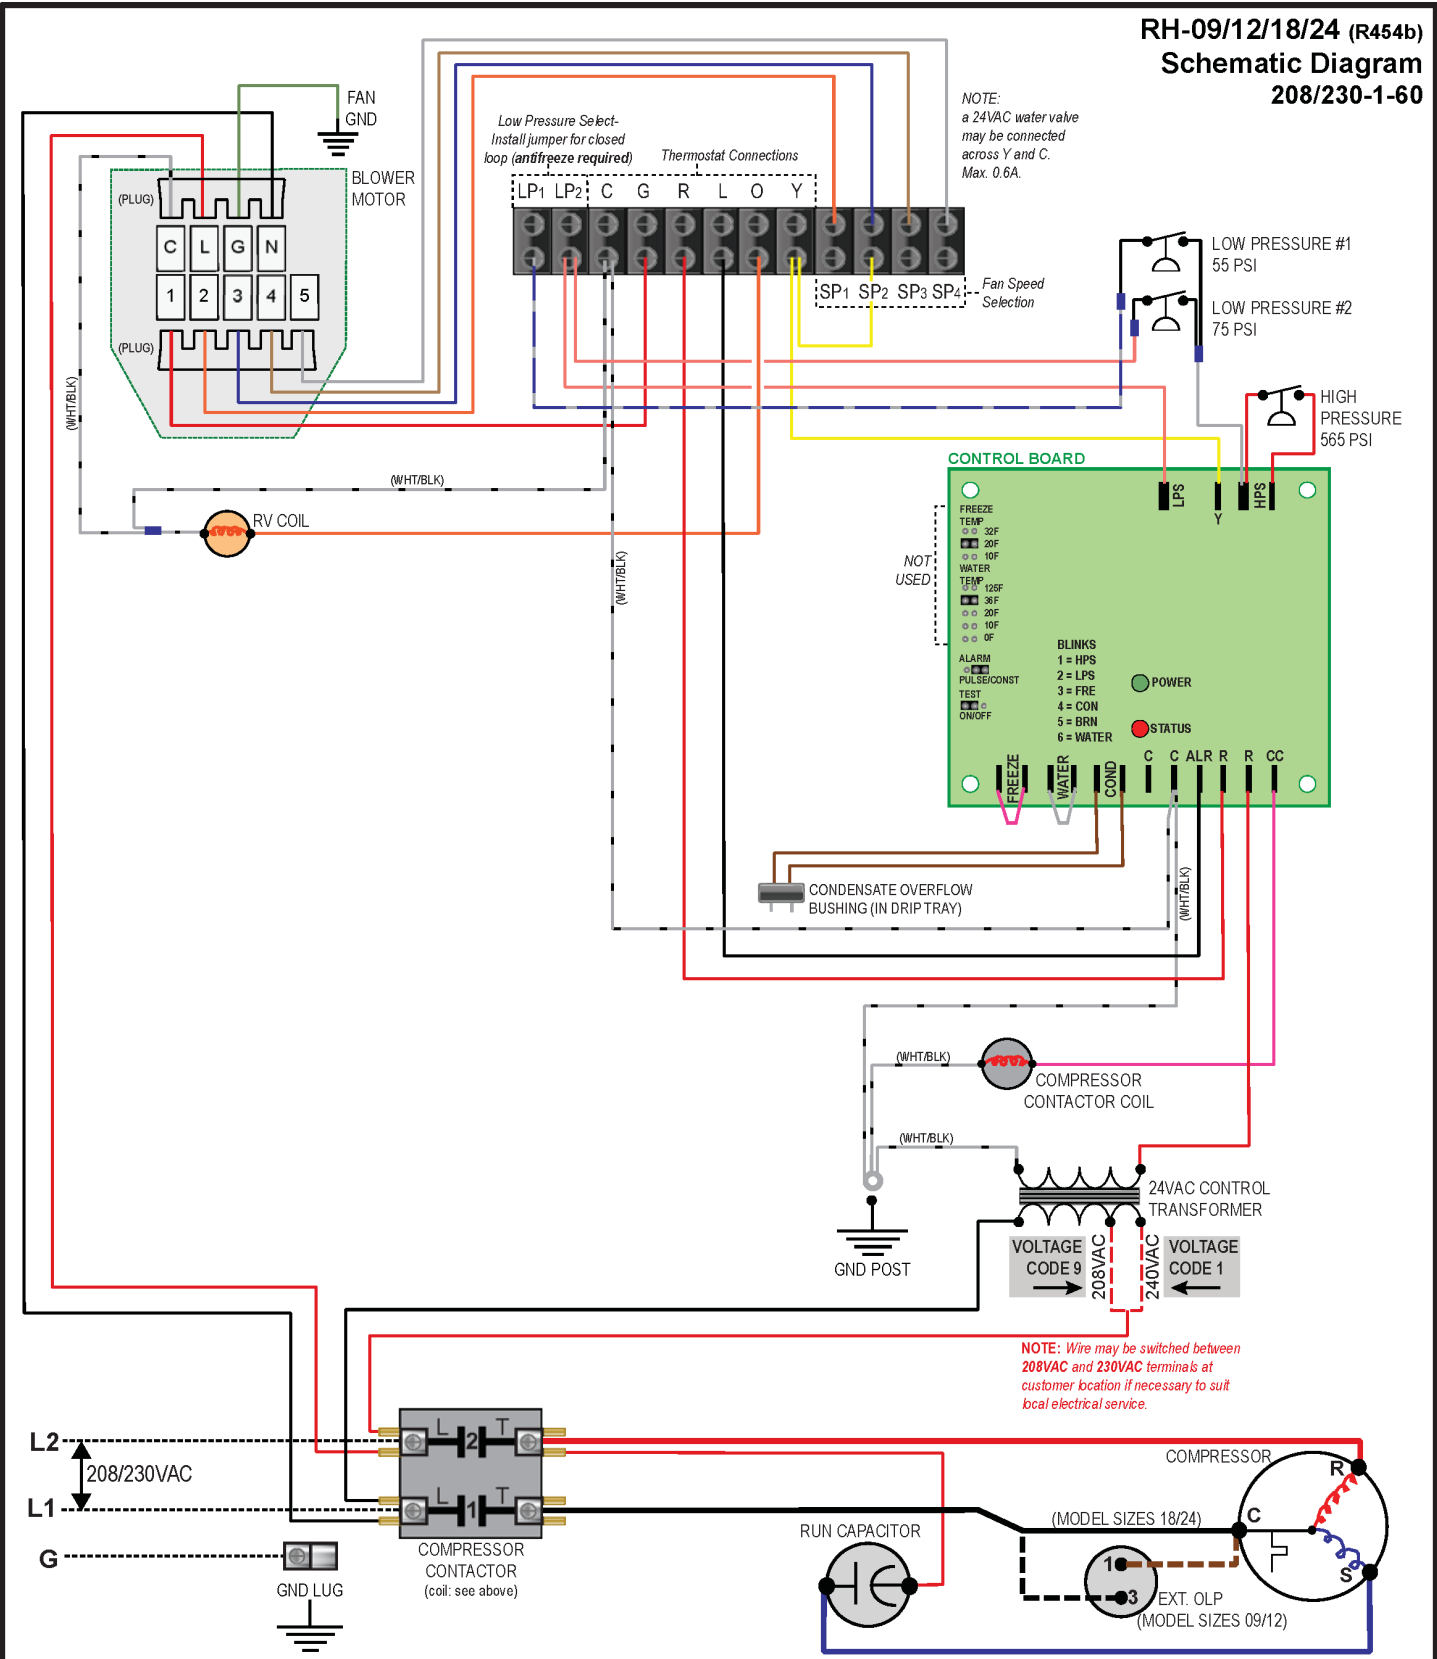 RH-09/12/18/24 (R454b)
Schematic Diagram
208/230-1-60
FAN
GND
BLOWER
MOTOR
(PLUG)
C L G N
1 2 3 4 5
(PLUG)
(WHT/BLK)
Low Pressure Select-
Install jumper for closed
loop (antifreeze required)
Thermostat Connections
LP1 LP2 C G R L O Y
SP1 SP2 SP3 SP4
Fan Speed
Selection
NOTE:
a 24VAC water valve
may be connected
across Y and C.
Max. 0.6A.
LOW PRESSURE #1
55 PSI
LOW PRESSURE #2
75 PSI
HIGH
PRESSURE
565 PSI
(WHT/BLK)
RV COIL
(WHT/BLK)
CONTROL BOARD
LPS
Y
HPS
NOT
USED
FREEZE
TEMP
32F
20F
10F
WATER
TEMP
125F
36F
20F
10F
0F
ALARM
PULSE/CONST
TEST
ON/OFF
BLINKS
1 = HPS
2 = LPS
3 = FRE
4 = CON
5 = BRN
6 = WATER
POWER
STATUS
FREEZE
WATER
COND
C C ALR R R CC
CONDENSATE OVERFLOW
BUSHING (IN DRIP TRAY)
(WHT/BLK)
(WHT/BLK)
COMPRESSOR
CONTACTOR COIL
(WHT/BLK)
24VAC CONTROL
TRANSFORMER
GND POST
VOLTAGE
CODE 9
208VAC
240VAC
VOLTAGE
CODE 1
NOTE: Wire may be switched between
208VAC and 230VAC terminals at
customer location if necessary to suit
local electrical service.
L2
208/230VAC
L1
G
GND LUG
L 2 T
L 1 T
COMPRESSOR
CONTACTOR
(coil: see above)
RUN CAPACITOR
COMPRESSOR
R
C
S
(MODEL SIZES 18/24)
1
3
EXT. OLP
(MODEL SIZES 09/12)